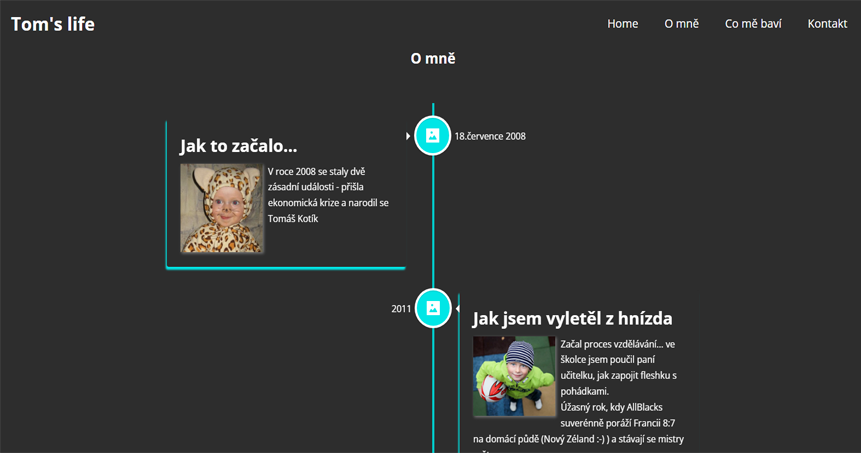 Tom's life
Home
O mně
Co mě baví
Kontakt
O mně
18.července 2008
Jak to začalo...
V roce 2008 se staly dvě
zásadní události - přišla
ekonomická krize a narodil se
Tomáš Kotík
2011
Jak jsem vyletěl z hnízda
Začal proces vzdělávání... ve
školce jsem poučil paní
učitelku, jak zapojit fleshku s
pohádkami.
Úžasný rok, kdy AllBlacks
suverénně poráží Francii 8:7
na domácí půdě (Nový Zéland :-) ) a stávají se mistry